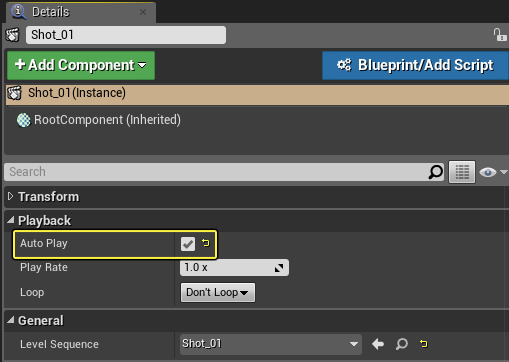 Details
Shot_01
+ Add Component
Blueprint/Add Script
Shot_01(Instance)
RootComponent (Inherited)
Search
Transform
Playback
Auto Play
Play Rate 1.0 x
Loop Don't Loop
General
Level Sequence Shot_01